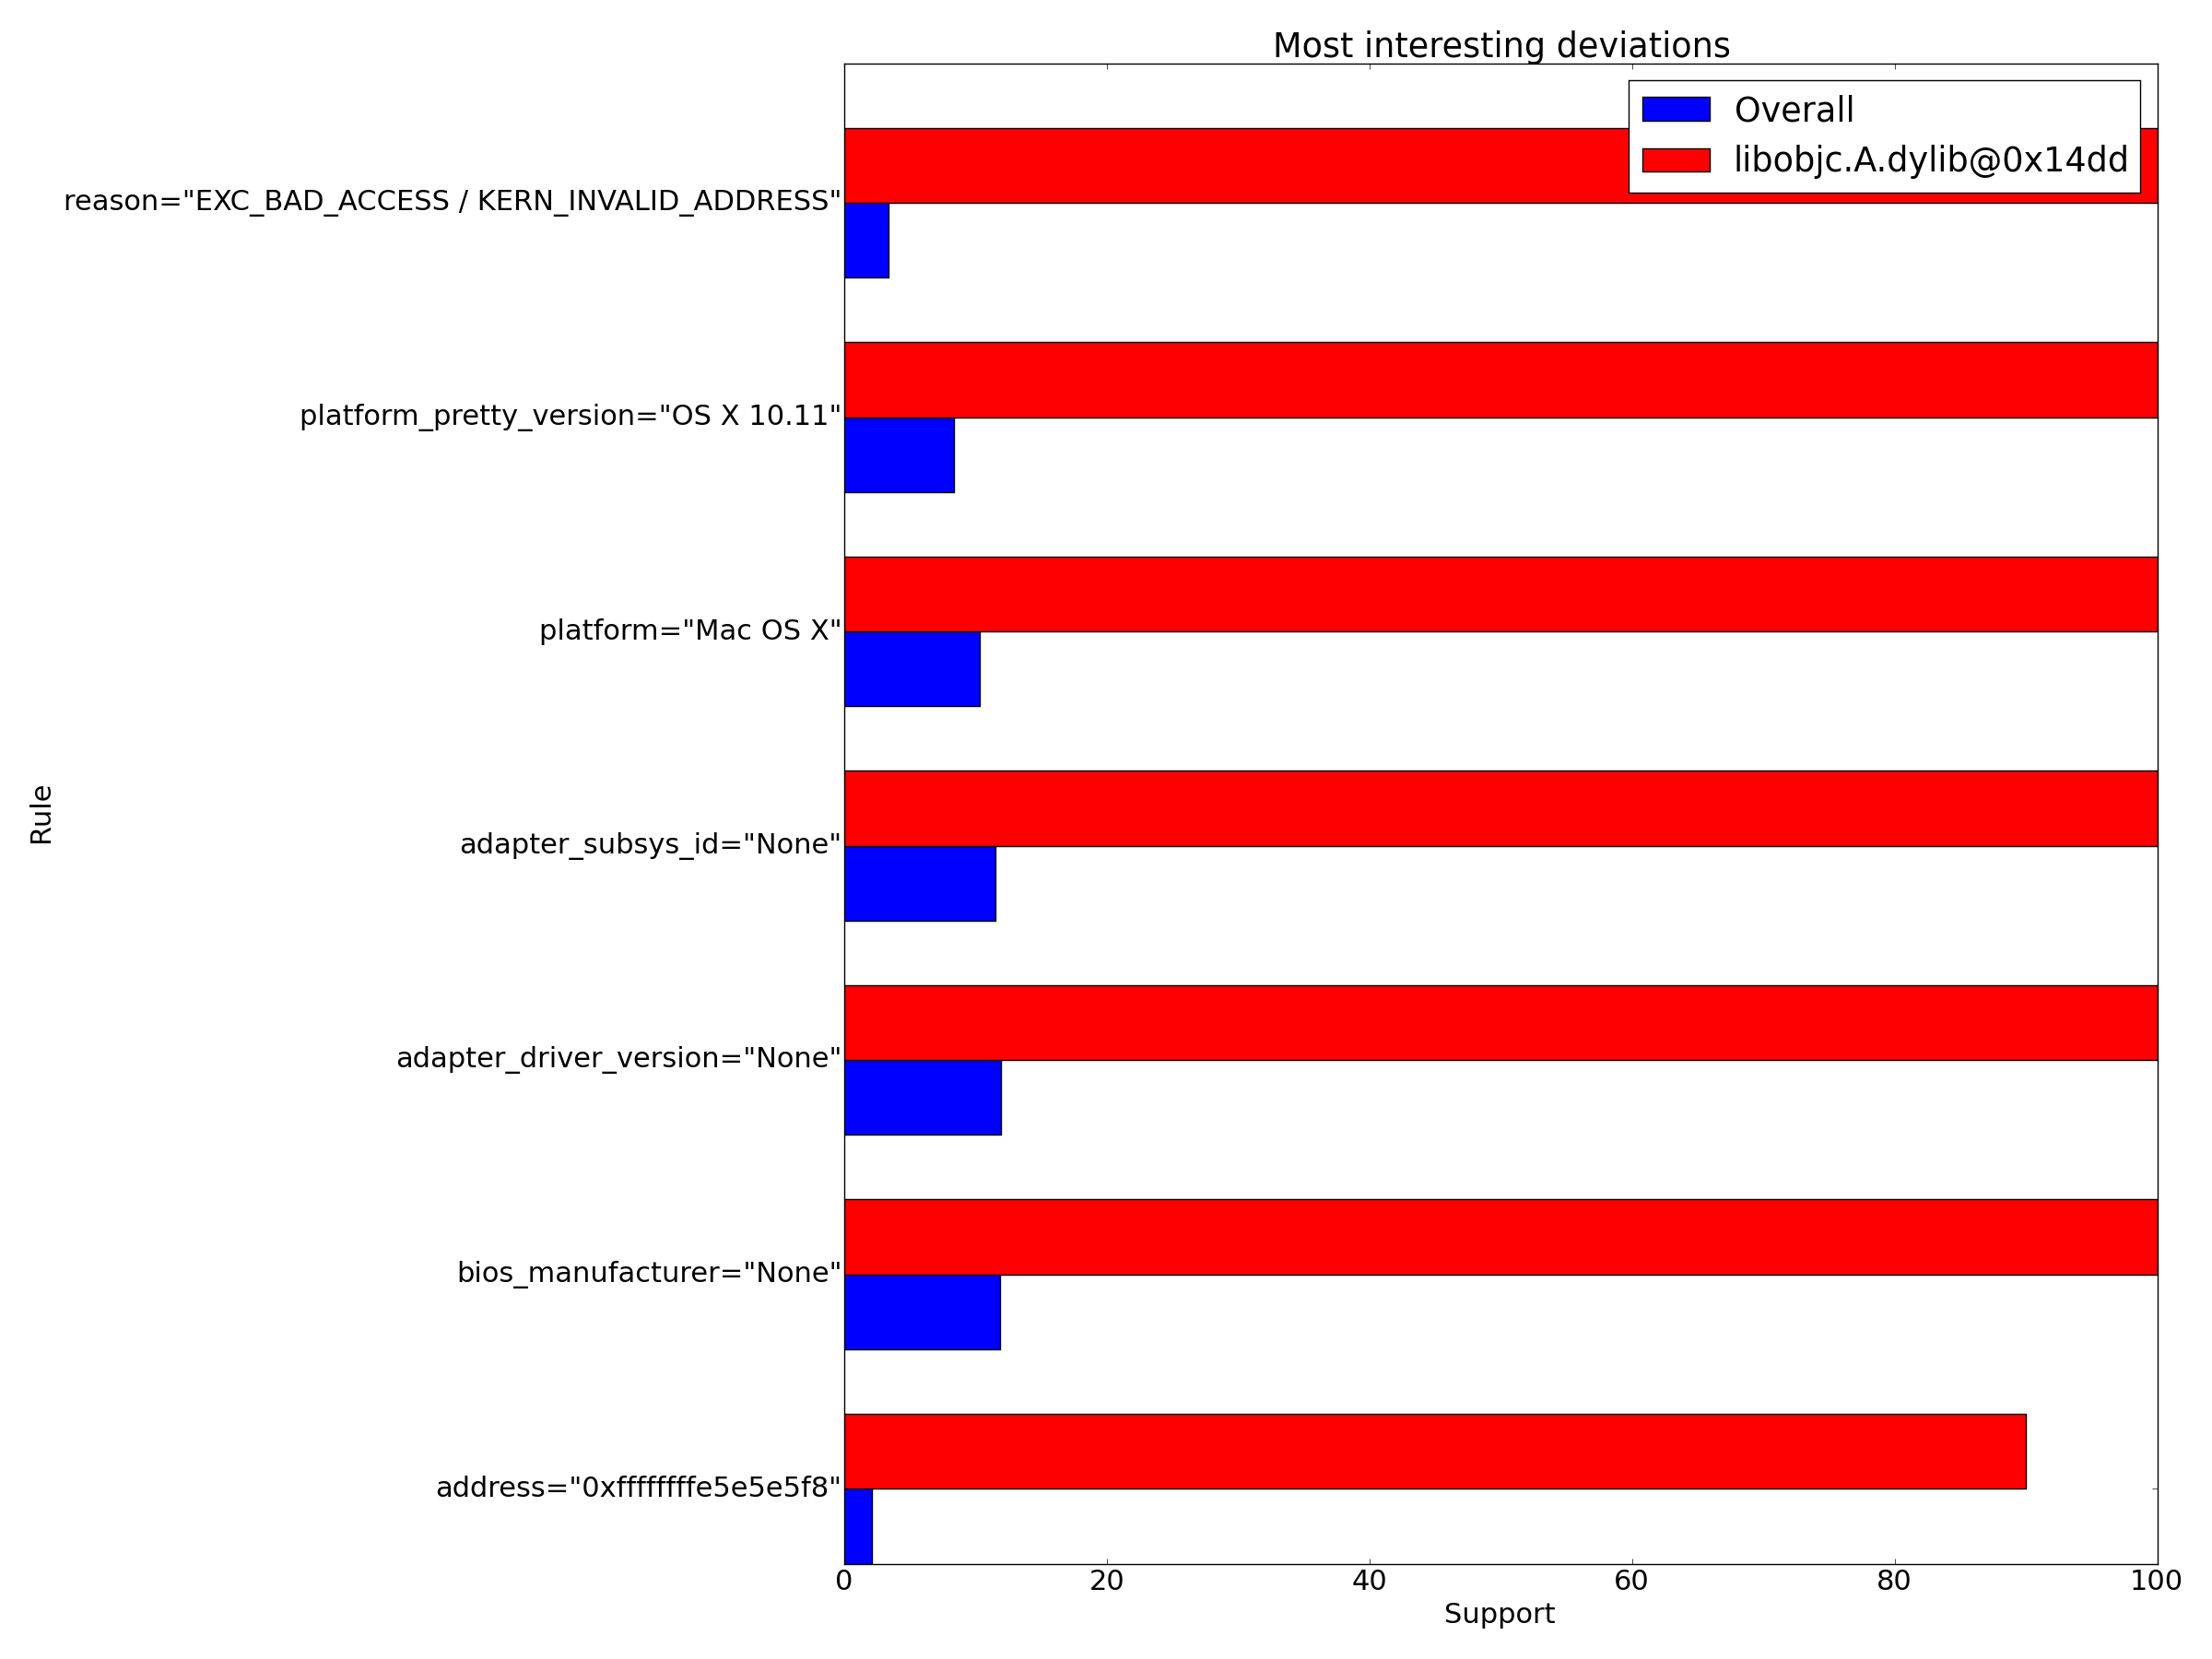 Most interesting deviations
Overall
libobjc.A.dylib@0x14dd
reason="EXC_BAD_ACCESS / KERN_INVALID_ADDRESS"
platform_pretty_version="OS X 10.11"
platform="Mac OS X"
adapter_subsys_id="None"
Rule
adapter_driver_version="None"
bios_manufacturer="None"
address="0xffffffffe5e5e5f8"
0 20 40 60 80 100
Support